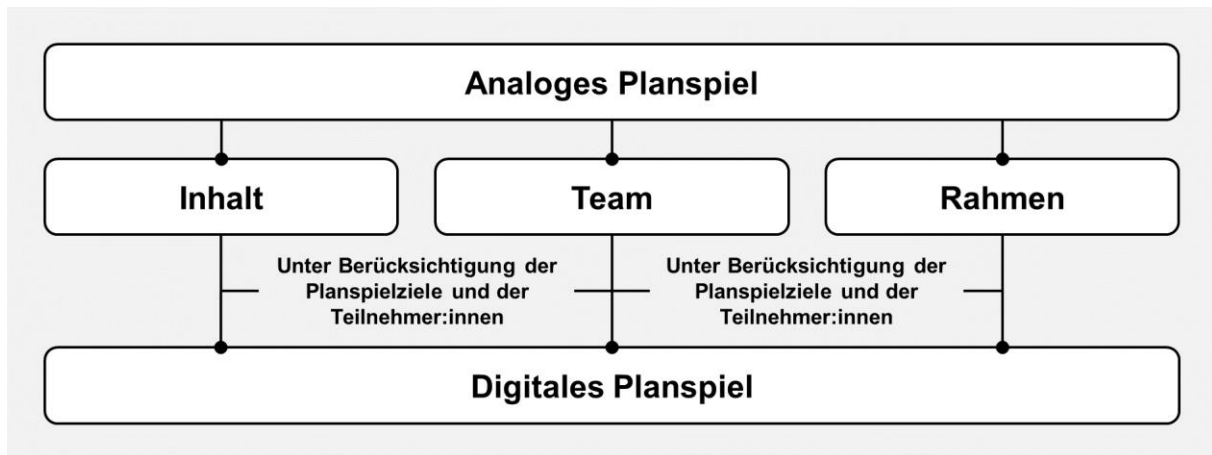 Analoges Planspiel
Inhalt
Team
Rahmen
Unter Berücksichtigung der
Planspielziele und der
Teilnehmer:innen
Unter Berücksichtigung der
Planspielziele und der
Teilnehmer:innen
Digitales Planspiel